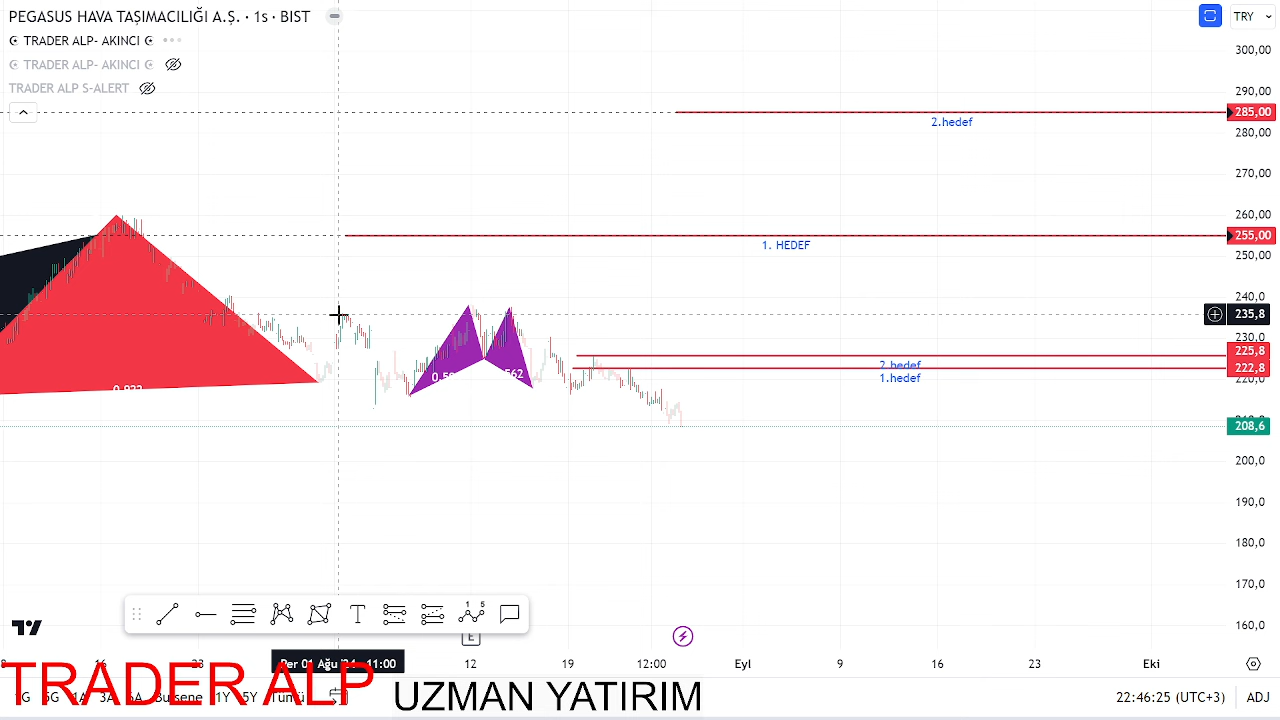 PEGASUS HAVA TAŞIMACILIĞI A.Ş. · 1s · BIST
TRADER ALP- AKINCI
TRADER ALP- AKINCI
TRADER ALP S-ALERT
TRY
300,00
290,00
285,00
2.hedef
280,00
270,00
260,00
255,00
1. HEDEF
250,00
240,0
235,8
230,0
225,8
2.hedef
222,8
1.hedef
220,0
208,6
200,0
190,0
180,0
170,0
160,0
E
16
12
19
12:00
Eyl
9
16
23
Eki
TRADER ALP
UZMAN YATIRIM
22:46:25 (UTC+3)
ADJ